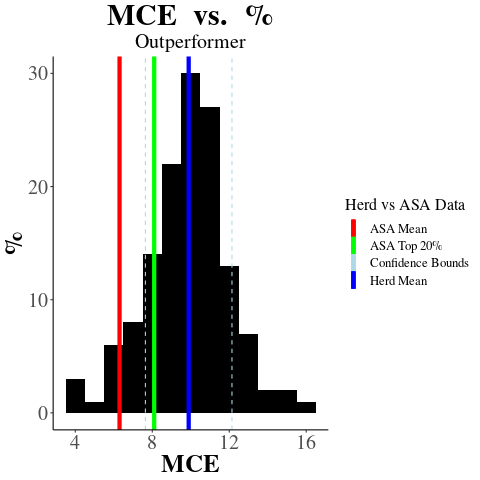 MCE vs. %
Outperformer
30
20
10
0
%
4 8 12 16
MCE
Herd vs ASA Data
ASA Mean
ASA Top 20%
Confidence Bounds
Herd Mean